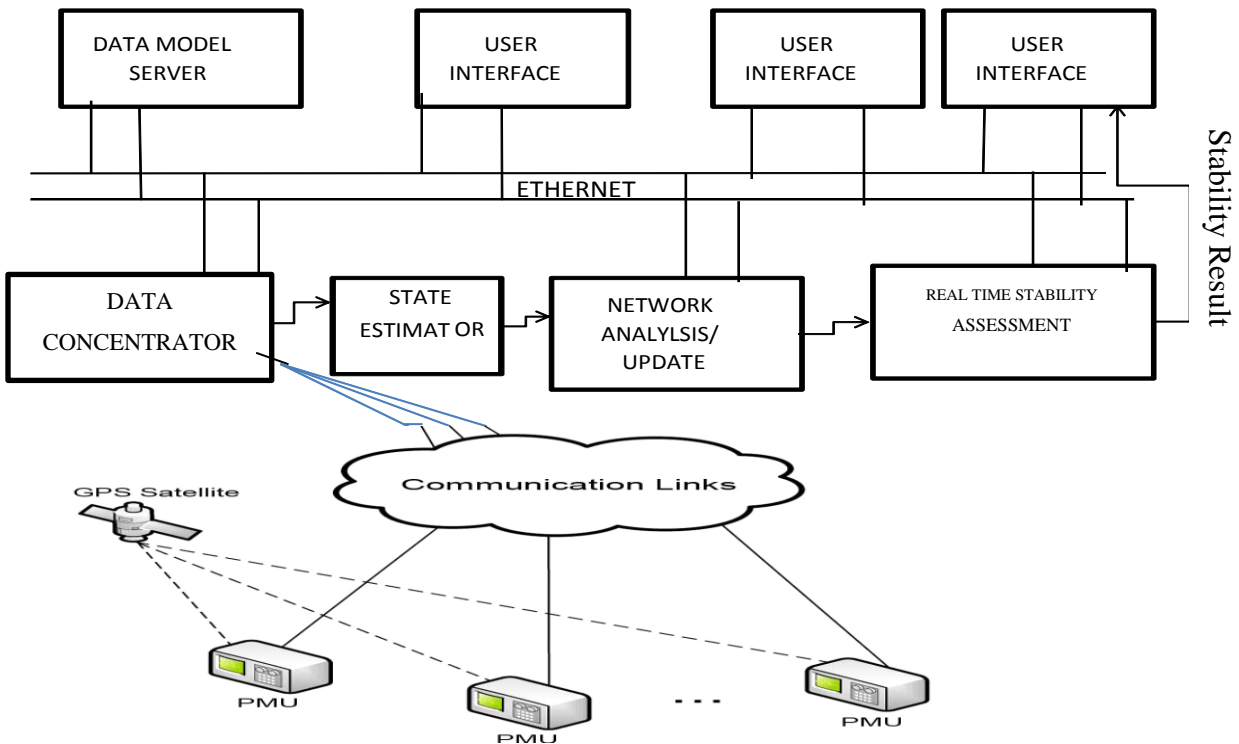 DATA MODEL
SERVER
USER
INTERFACE
USER
INTERFACE
USER
INTERFACE
ETHERNET
Stability Result
DATA
CONCENTRATOR
STATE
ESTIMAT OR
NETWORK
ANALYLSIS/
UPDATE
REAL TIME STABILITY
ASSESSMENT
Communication Links
GPS Satellite
PMU
PMU
...
PMU